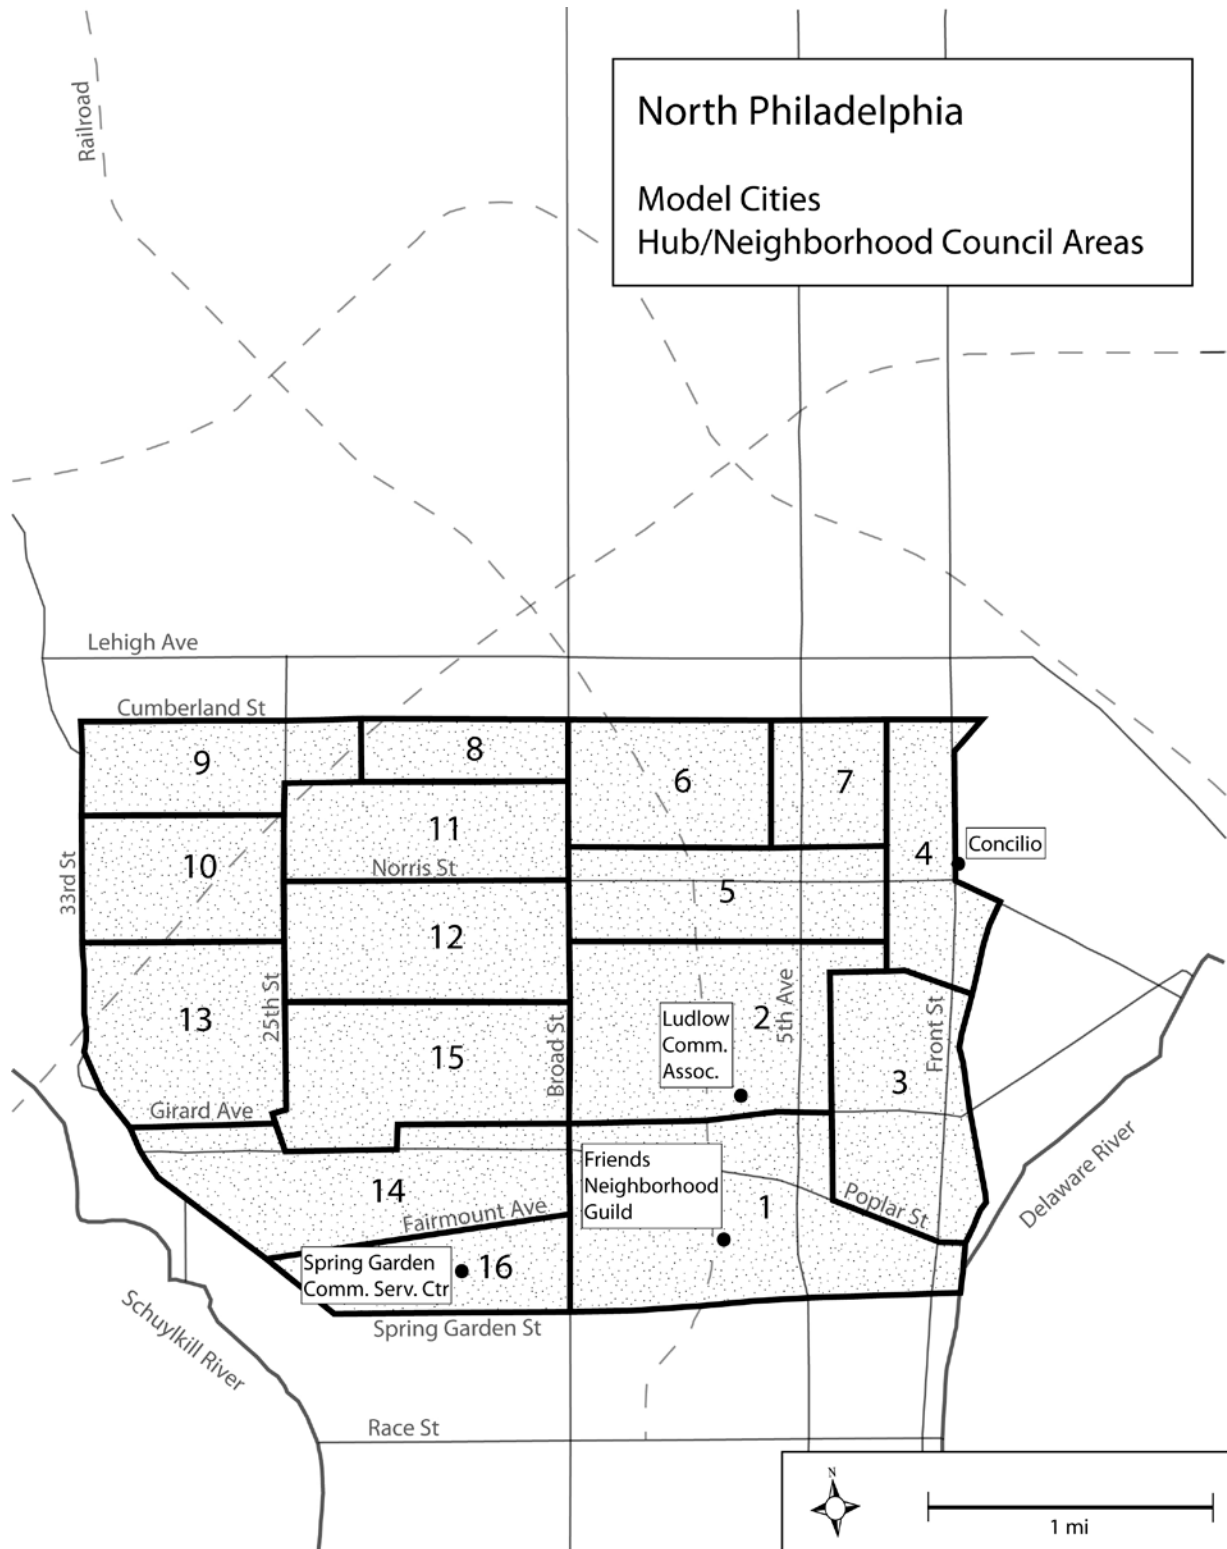 North Philadelphia
Model Cities
Hub/Neighborhood Council Areas
Railroad
Lehigh Ave
Cumberland St
9
8
6
7
11
4
Concilio
10
Norris St
33rd St
5
12
13
25th St
Broad St
Ludlow
Comm.
Assoc.
2
5th Ave
Front St
15
3
Girard Ave
Friends
Neighborhood
Guild
14
1
Poplar St
Fairmount Ave
Delaware River
Spring Garden
Comm. Serv. Ctr
16
Spring Garden St
Schuylkill River
Race St
N
1 mi